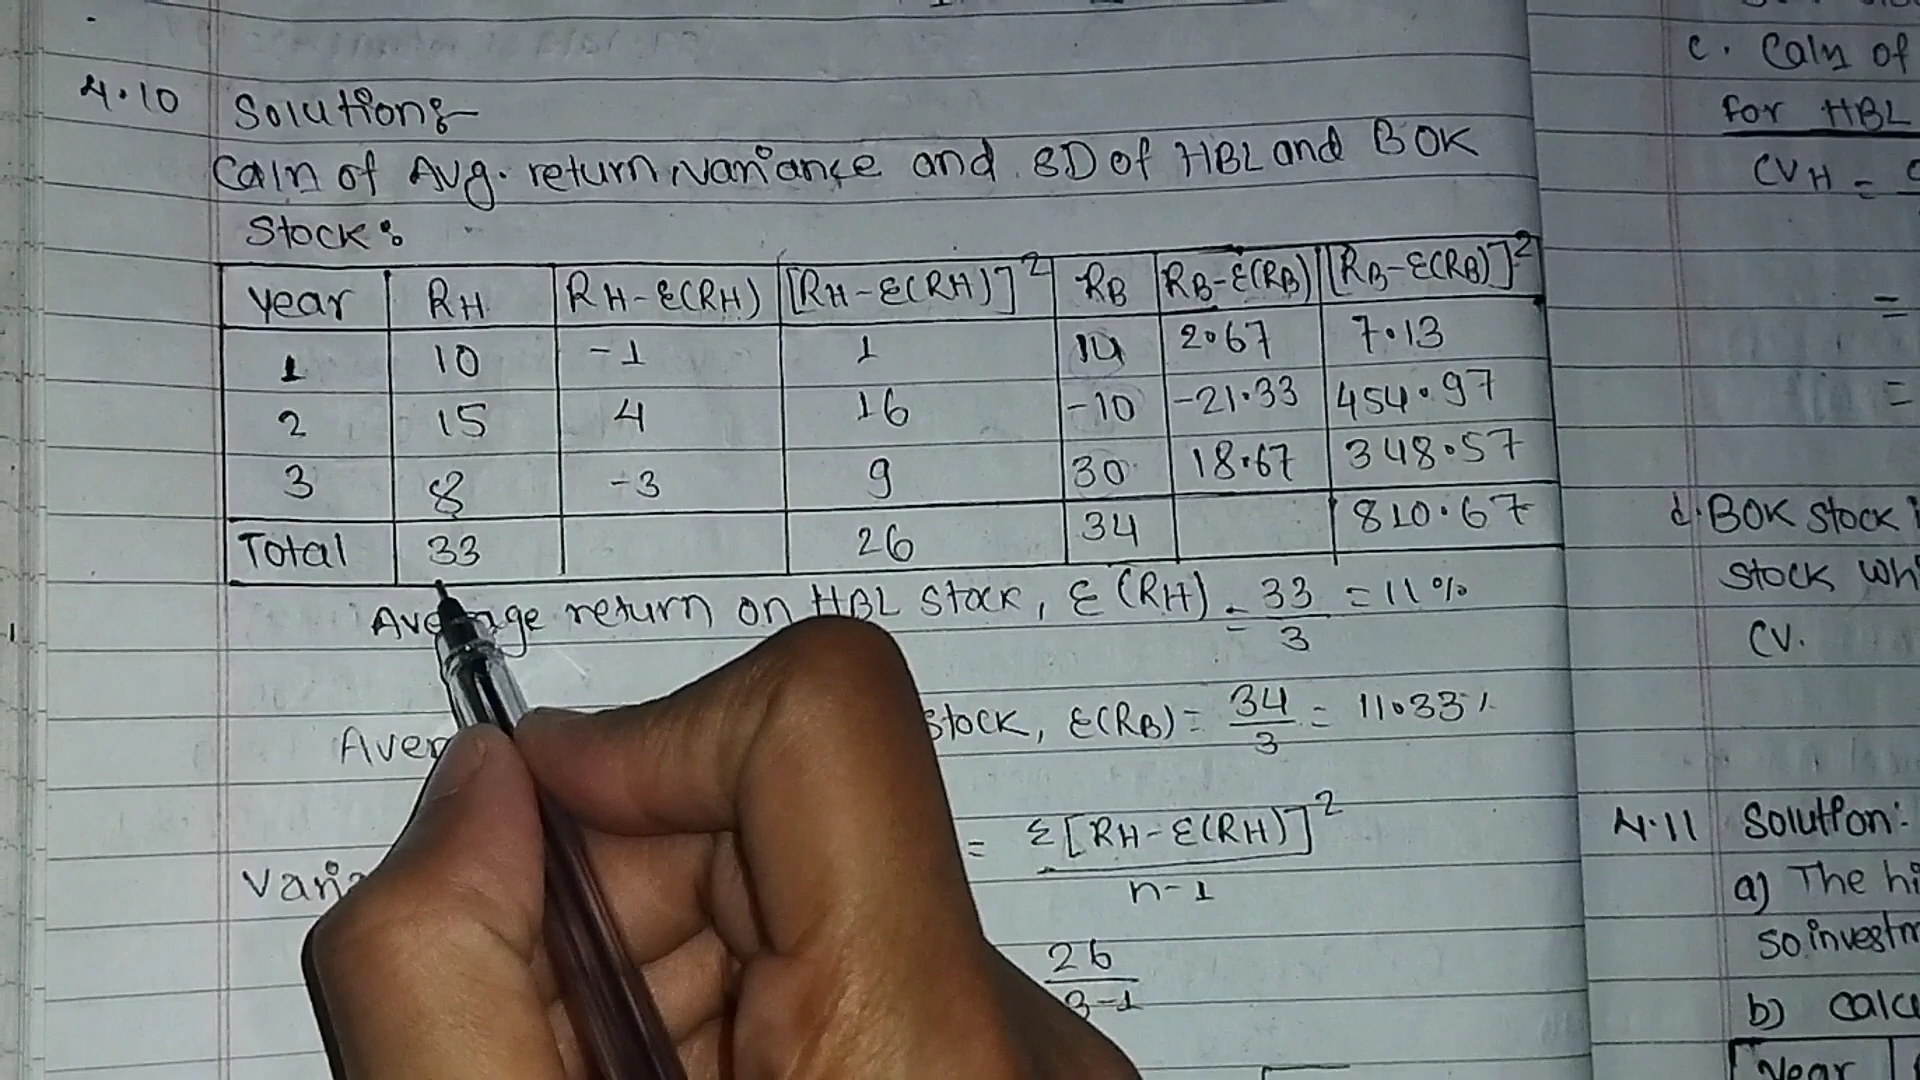 4.10 Solution:-
Caln of Avg. return, variance and SD of HBL and BOK
Stock:
Year RH RH-E(RH) [RH-E(RH)]² RB RB-E(RB) [RB-E(RB)]²
1 10 -1 1 14 2.67 7.13
2 15 4 16 -10 -21.33 454.97
3 8 -3 9 30 18.67 348.57
Total 33 26 34 810.67
Average return on HBL stock, E(RH) = 33/3 = 11%
stock, E(RB) = 34/3 = 11.33%
= Σ[RH-E(RH)]²/n-1
26/3-1
c. Caln of
for HBL
CVH =
=
=
d. BOK stock
stock
CV.
4.11 Solution:
a) The
So investm
b)
Year